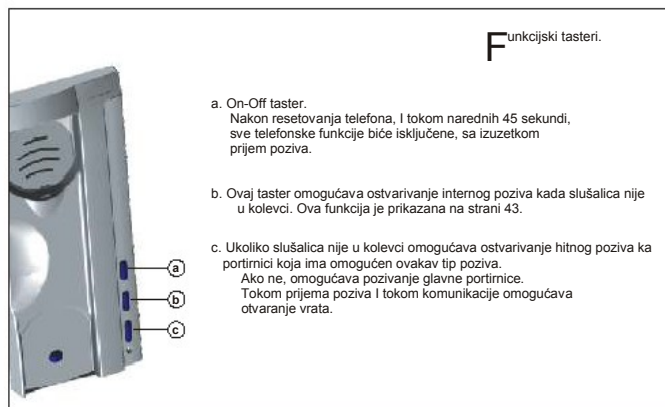 Funkcijski tasteri.
a. On-Off taster.
Nakon resetovanja telefona, I tokom narednih 45 sekundi,
sve telefonske funkcije biće isključene, sa izuzetkom
prijem poziva.
b. Ovaj taster omogućava ostvarivanje internog poziva kada slušalica nije
u kolevci. Ova funkcija je prikazana na strani 43.
c. Ukoliko slušalica nije u kolevci omogućava ostvarivanje hitnog poziva ka
portirnici koja ima omogućen ovakav tip poziva.
Ako ne, omogućava pozivanje glavne portirnice.
Tokom prijema poziva I tokom komunikacije omogućava
otvaranje vrata.
a
b
c